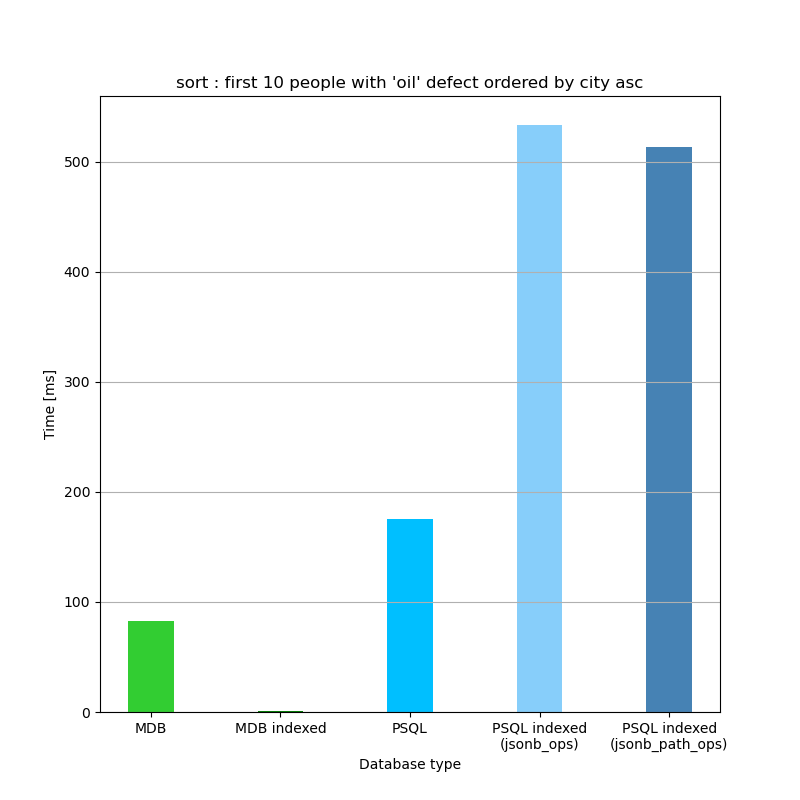 sort : first 10 people with 'oil' defect ordered by city asc
Time [ms]
500
400
300
200
100
0
MDB
MDB indexed
PSQL
PSQL indexed
(jsonb_ops)
PSQL indexed
(jsonb_path_ops)
Database type